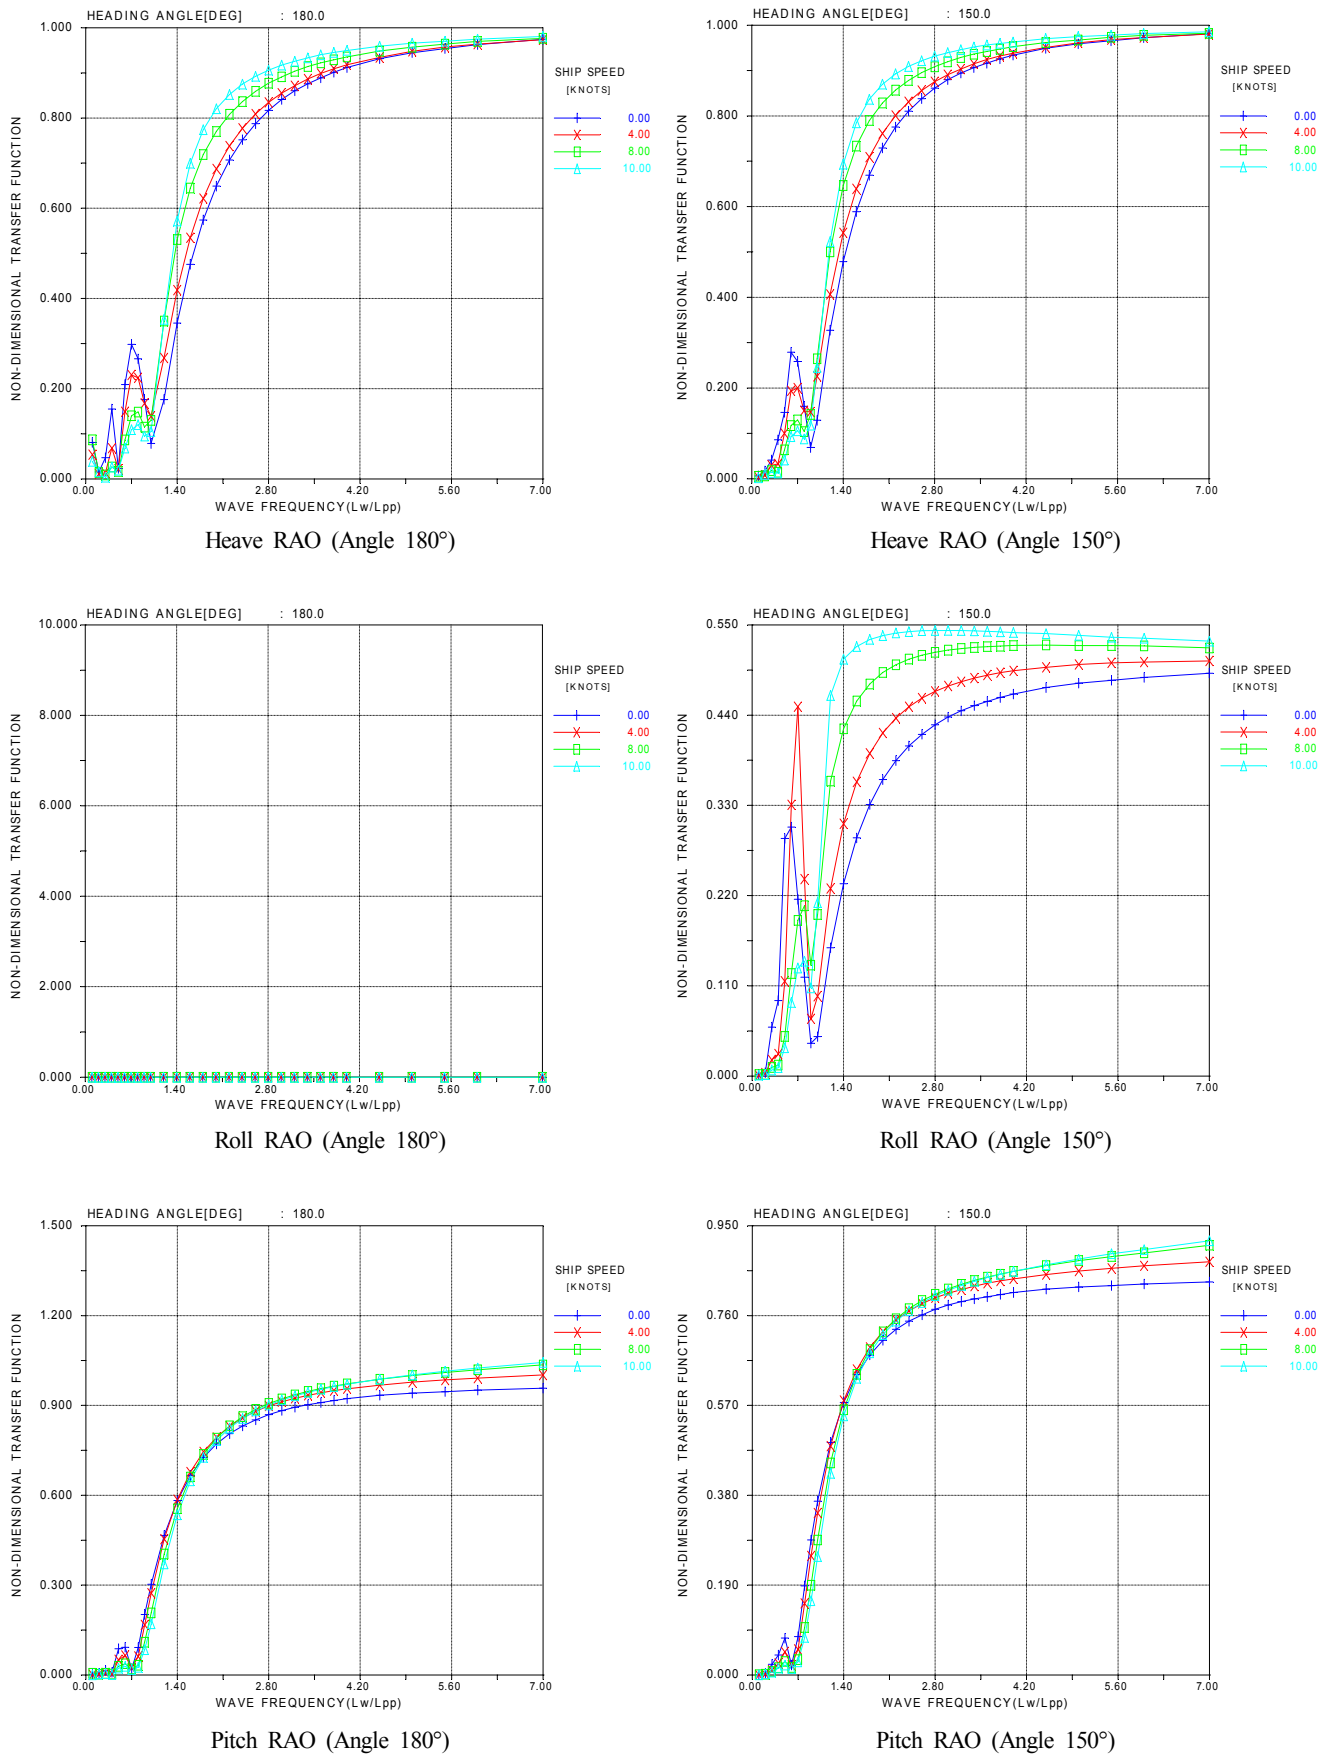 HEADING ANGLE[DEG] : 180.0
1.000
0.800
0.600
0.400
0.200
0.000
NON-DIMENSIONAL TRANSFER FUNCTION
0.00 1.40 2.80 4.20 5.60 7.00
WAVE FREQUENCY(Lw/Lpp)
SHIP SPEED
[KNOTS]
0.00
4.00
8.00
10.00
Heave RAO (Angle 180°)
HEADING ANGLE[DEG] : 150.0
1.000
0.800
0.600
0.400
0.200
0.000
NON-DIMENSIONAL TRANSFER FUNCTION
0.00 1.40 2.80 4.20 5.60 7.00
WAVE FREQUENCY(Lw/Lpp)
SHIP SPEED
[KNOTS]
0.00
4.00
8.00
10.00
Heave RAO (Angle 150°)
HEADING ANGLE[DEG] : 180.0
10.000
8.000
6.000
4.000
2.000
0.000
NON-DIMENSIONAL TRANSFER FUNCTION
0.00 1.40 2.80 4.20 5.60 7.00
WAVE FREQUENCY(Lw/Lpp)
SHIP SPEED
[KNOTS]
0.00
4.00
8.00
10.00
Roll RAO (Angle 180°)
HEADING ANGLE[DEG] : 150.0
0.550
0.440
0.330
0.220
0.110
0.000
NON-DIMENSIONAL TRANSFER FUNCTION
0.00 1.40 2.80 4.20 5.60 7.00
WAVE FREQUENCY(Lw/Lpp)
SHIP SPEED
[KNOTS]
0.00
4.00
8.00
10.00
Roll RAO (Angle 150°)
HEADING ANGLE[DEG] : 180.0
1.500
1.200
0.900
0.600
0.300
0.000
NON-DIMENSIONAL TRANSFER FUNCTION
0.00 1.40 2.80 4.20 5.60 7.00
WAVE FREQUENCY(Lw/Lpp)
SHIP SPEED
[KNOTS]
0.00
4.00
8.00
10.00
Pitch RAO (Angle 180°)
HEADING ANGLE[DEG] : 150.0
0.950
0.760
0.570
0.380
0.190
0.000
NON-DIMENSIONAL TRANSFER FUNCTION
0.00 1.40 2.80 4.20 5.60 7.00
WAVE FREQUENCY(Lw/Lpp)
SHIP SPEED
[KNOTS]
0.00
4.00
8.00
10.00
Pitch RAO (Angle 150°)